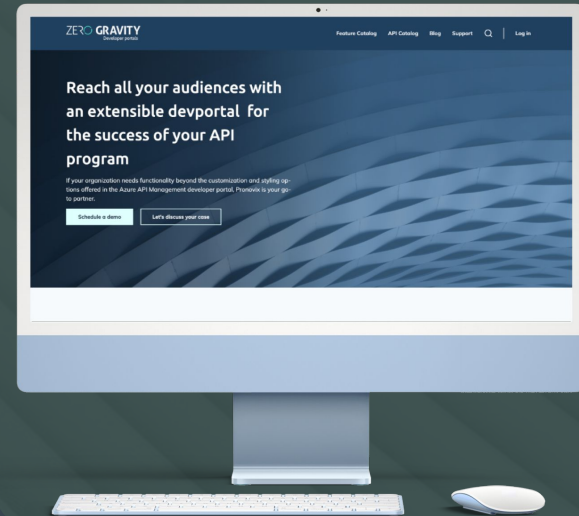 ZERO GRAVITY
Developer portals
Feature Catalog API Catalog Blog Support Log in
Reach all your audiences with
an extensible devportal for
the success of your API
program
If your organization needs functionality beyond the customization and styling op-
tions offered in the Azure API Management developer portal. Pronovix is your go-
to partner.
Schedule a demo Let's discuss your case